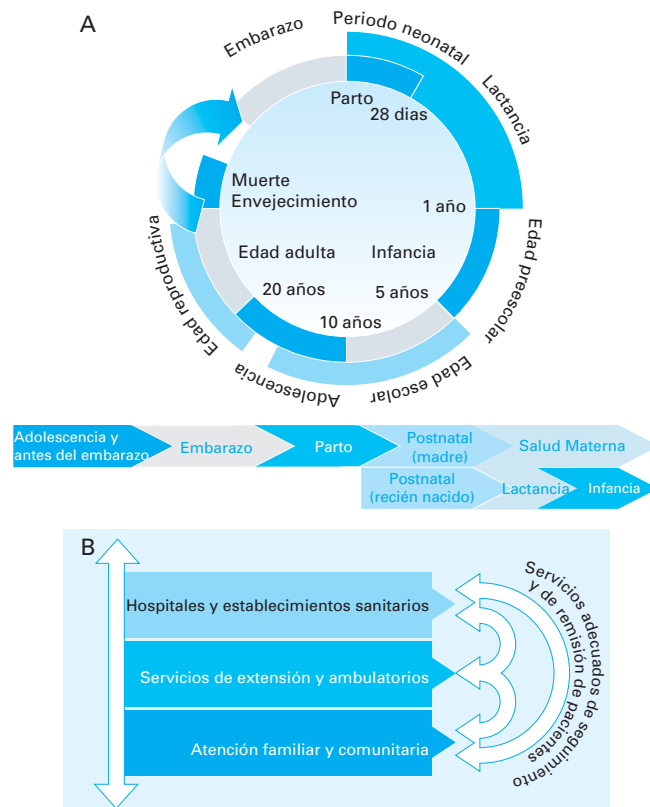 A
Embarazo
Periodo neonatal
Lactancia
Parto
28 dias
Muerte
Envejecimiento
1 año
Edad adulta
Infancia
20 años
5 años
10 años
Edad preescolar
Edad reproductiva
Adolescencia
Edad escolar
Adolescencia y
antes del embarazo
Embarazo
Parto
Postnatal
(madre)
Salud Materna
Postnatal
(recién nacido)
Lactancia
Infancia
B
Hospitales y establecimientos sanitarios
Servicios de extensión y ambulatorios
Atención familiar y comunitaria
Servicios adecuados de seguimiento
y de remisión de pacientes